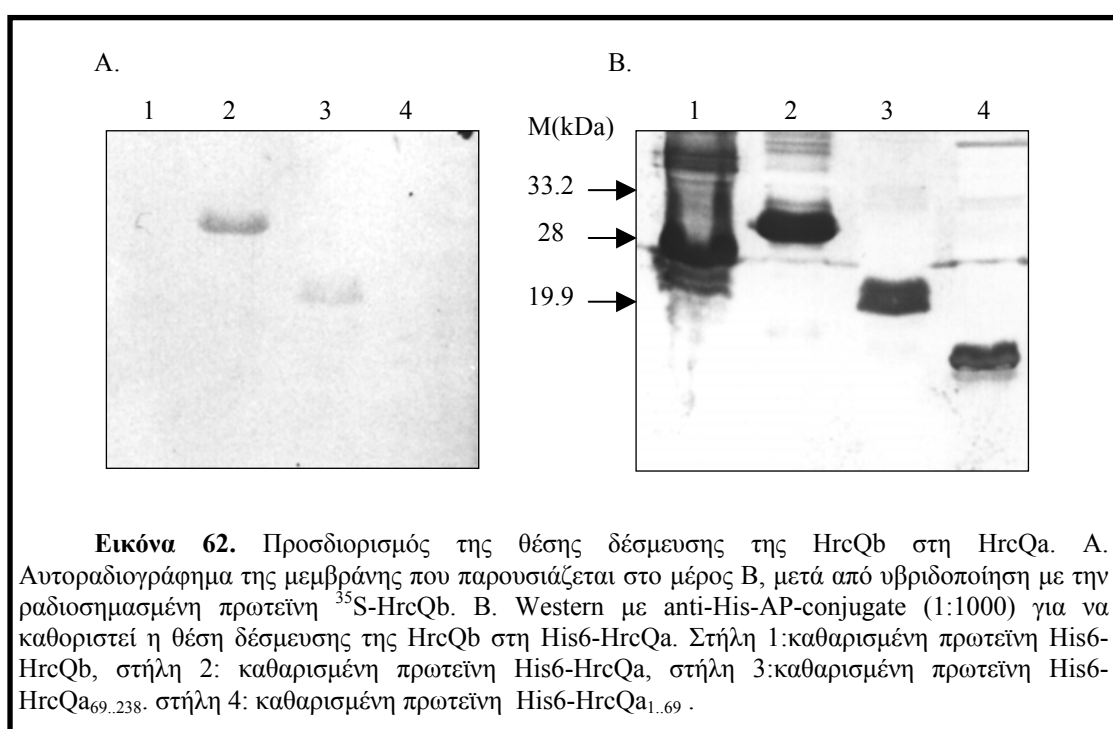 A.
B.
1 2 3 4
M(kDa)
1 2 3 4
33.2
28
19.9
Εικόνα 62. Προσδιορισμός της θέσης δέσμευσης της HrcQb στη HrcQa. A.
Αυτοραδιογράφημα της μεμβράνης που παρουσιάζεται στο μέρος Β, μετά από υβριδοποίηση με την
ραδιοσημασμένη πρωτεϊνη ³⁵S-HrcQb. B. Western με anti-His-AP-conjugate (1:1000) για να
καθοριστεί η θέση δέσμευσης της HrcQb στη His6-HrcQa. Στήλη 1:καθαρισμένη πρωτεϊνη His6-
HrcQb, στήλη 2: καθαρισμένη πρωτεϊνη His6-HrcQa, στήλη 3:καθαρισμένη πρωτεϊνη His6-
HrcQa₆₉..₂₃₈. στήλη 4: καθαρισμένη πρωτεϊνη His6-HrcQa₁..₆₉ .